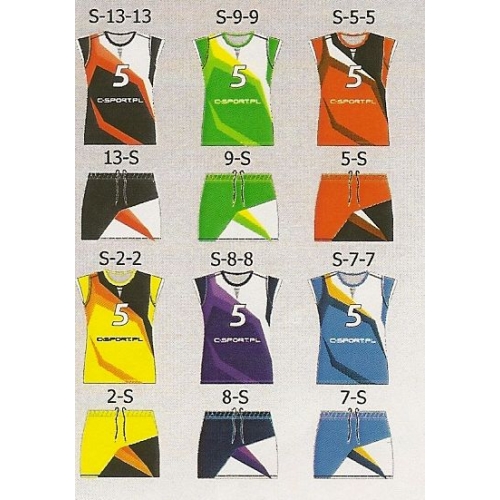 S-13-13 S-9-9 S-5-5
5 5 5
C-SPORT.PL C-SPORT.PL C-SPORT.PL
13-S 9-S 5-S
S-2-2 S-8-8 S-7-7
5 5 5
C-SPORT.PL C-SPORT.PL C-SPORT.PL
2-S 8-S 7-S